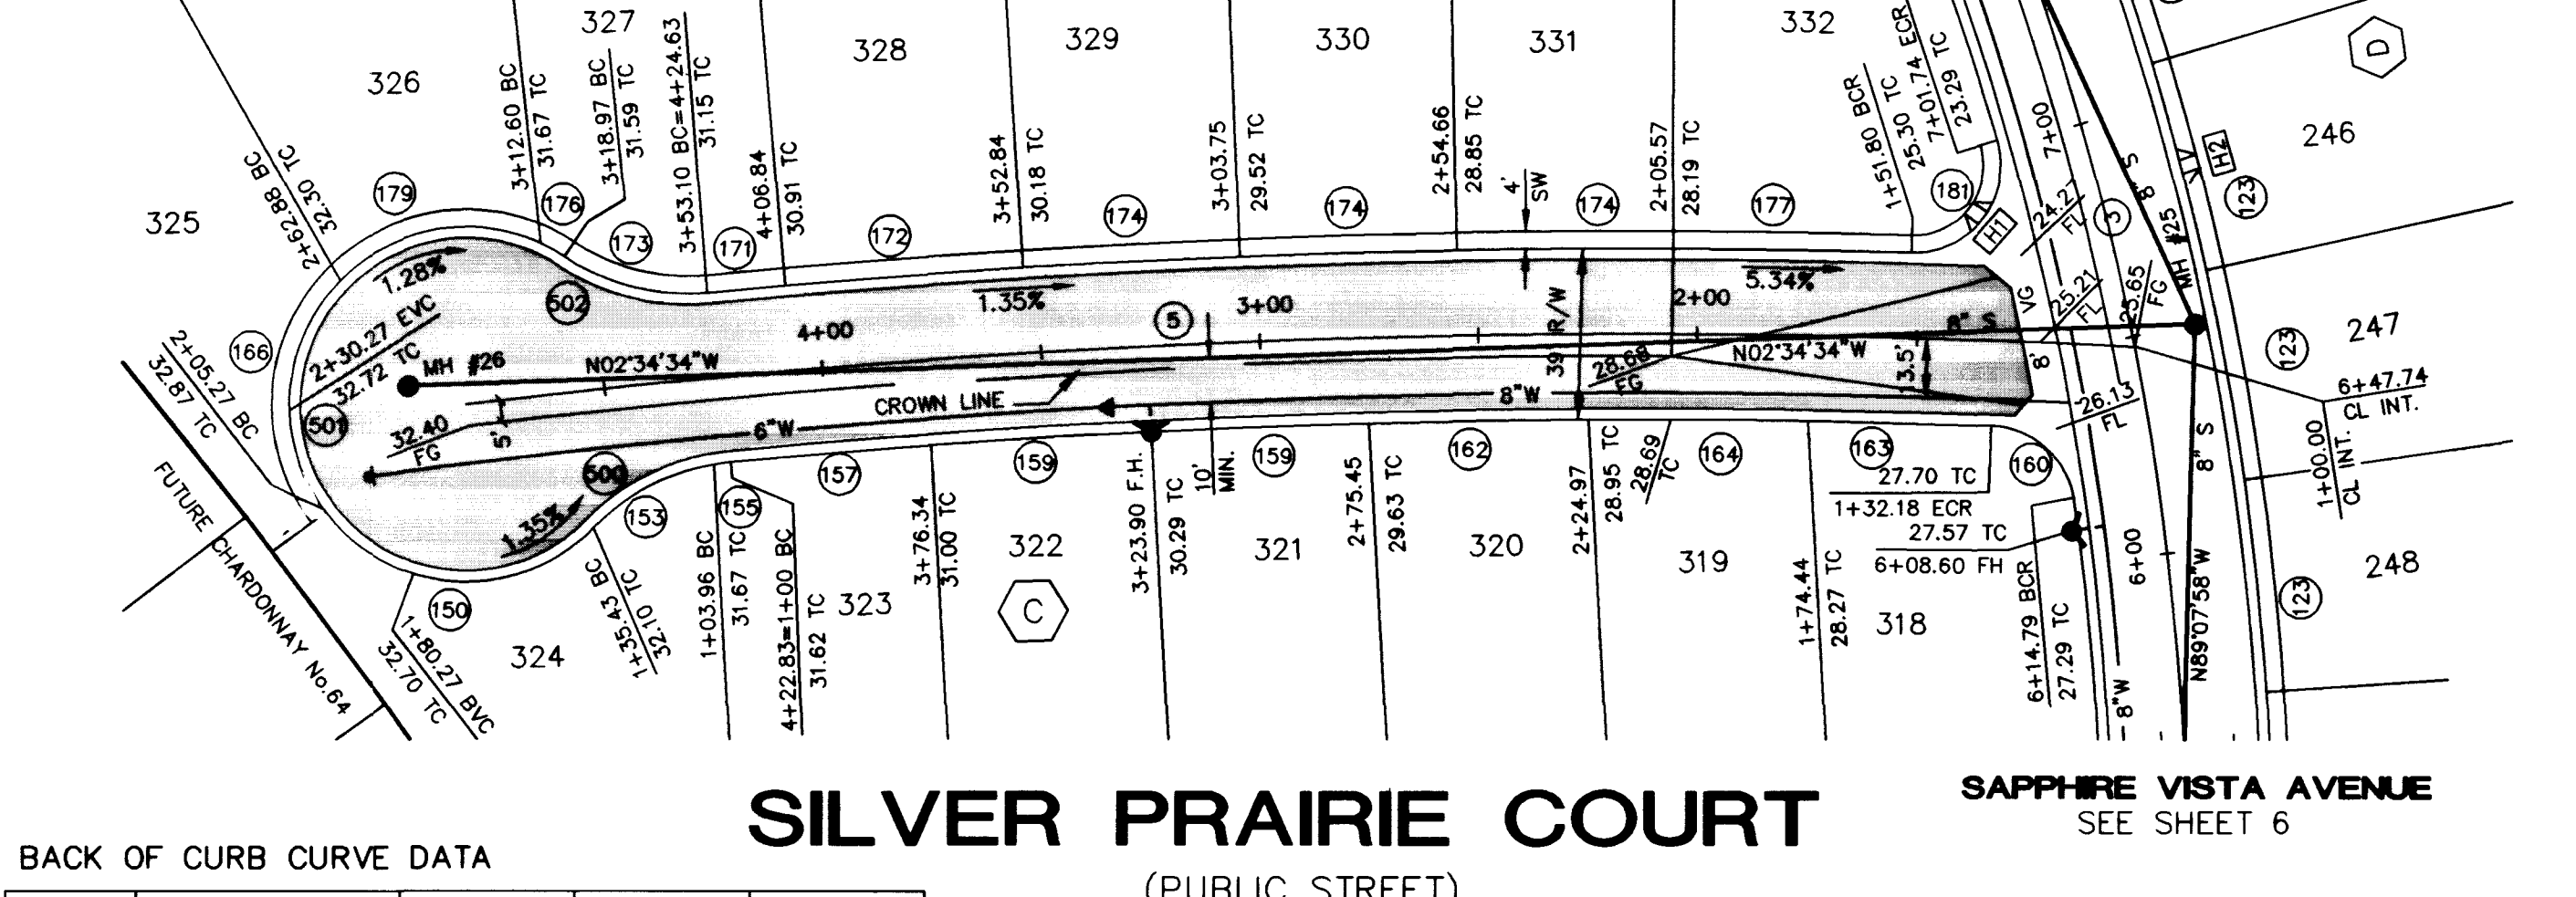 327
328
329
330
331
332
326
325
246
247
248
D
3+12.60 BC
31.67 TC
3+18.97 BC
31.59 TC
3+53.10 BC=4+24.63
31.15 TC
4+06.84
30.91 TC
3+52.84
30.18 TC
3+03.75
29.52 TC
2+54.66
28.85 TC
4'
SW
2+05.57
28.19 TC
1+51.80 BCR
25.30 TC
7+01.74 ECR
23.29 TC
7+00
8" S
MH #25
H2
H1
123
2+62.88 BC
32.30 TC
179
176
173
171
172
174
174
174
177
181
3
24.27
FL
25.21
FL
25.65
FG
VG
1.28%
502
1.35%
5
3+00
39' R/W
2+00
5.34%
4+00
166
2+30.27 EVC
32.72 TC
MH #26
N02°34'34"W
28.68
FG
N02°34'34"W
8" S
13.5'
8'
123
2+05.27 BC
32.87 TC
501
32.40
FG
5'
CROWN LINE
6"W
8"W
26.13
FL
6+47.74
CL INT.
1+00.00
CL INT.
500
1.35%
153
155
157
159
10'
MIN.
159
162
164
163
160
27.70 TC
1+32.18 ECR
27.57 TC
6+08.60 FH
6+14.79 BCR
27.29 TC
6+00
8" S
N89°07'58"W
8"W
123
150
324
1+80.27 BVC
32.70 TC
1+35.43 BC
32.10 TC
1+03.96 BC
31.67 TC
4+22.83=1+00 BC
31.62 TC
323
3+76.34
31.00 TC
322
C
3+23.90 F.H.
30.29 TC
321
2+75.45
29.63 TC
320
2+24.97
28.95 TC
28.69
TC
319
1+74.44
28.27 TC
318
FUTURE CHARDONNAY No.64
SILVER PRAIRIE COURT
(PUBLIC STREET)
SAPPHIRE VISTA AVENUE
SEE SHEET 6
BACK OF CURB CURVE DATA